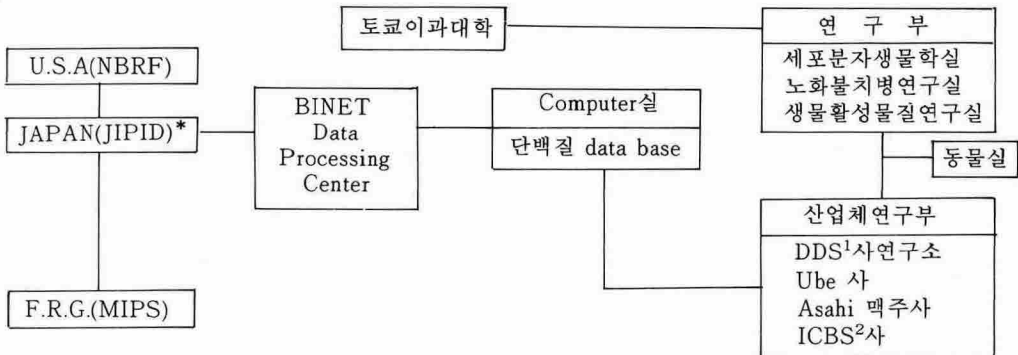 토쿄이과대학
연 구 부
세포분자생물학실
노화불치병연구실
생물활성물질연구실
U.S.A(NBRF)
JAPAN(JIPID)*
F.R.G.(MIPS)
BINET
Data
Processing
Center
Computer실
단백질 data base
동물실
산업체연구부
DDS¹사연구소
Ube 사
Asahi 맥주사
ICBS²사